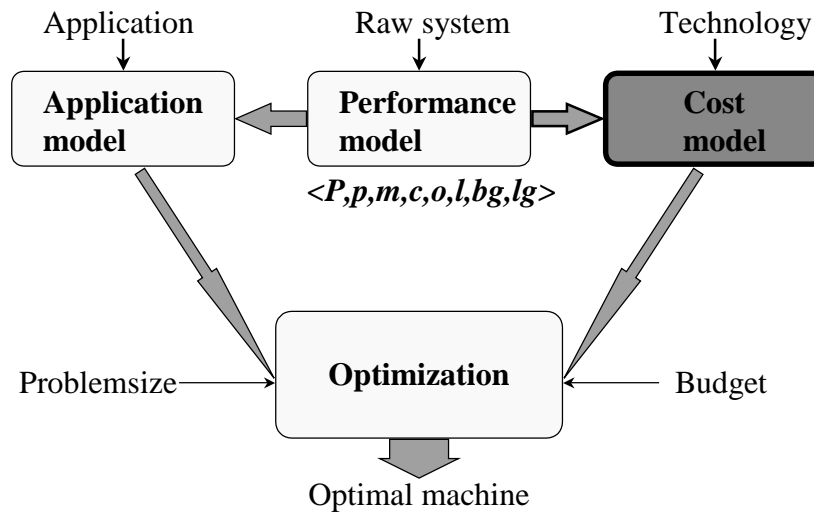 Application
Raw system
Technology
Application
model
Performance
model
Cost
model
<P,p,m,c,o,l,bg,lg>
Problemsize
Optimization
Budget
Optimal machine